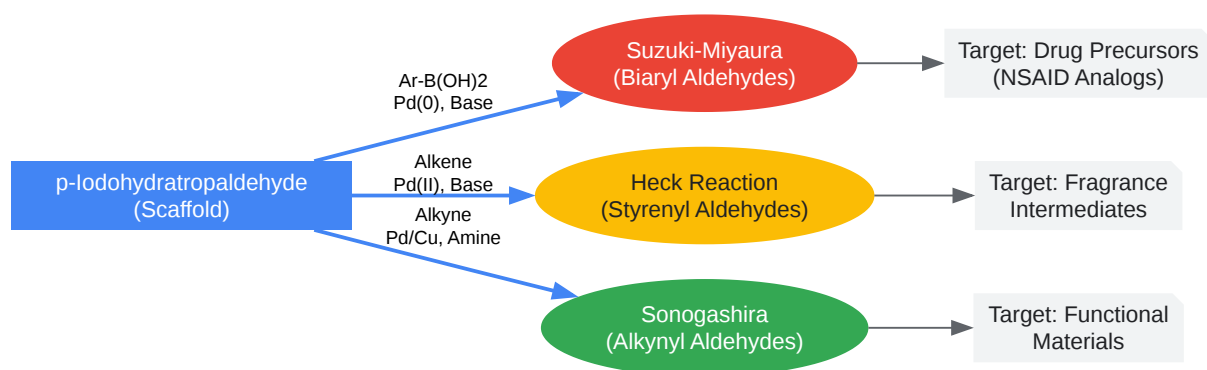 Ar-B(OH)2
Pd(0), Base
Suzuki-Miyaura
(Biaryl Aldehydes)
Target: Drug Precursors
(NSAID Analogs)
p-Iodohydratropaldehyde
(Scaffold)
Alkene
Pd(II), Base
Heck Reaction
(Styrenyl Aldehydes)
Target: Fragrance
Intermediates
Alkyne
Pd/Cu, Amine
Sonogashira
(Alkynyl Aldehydes)
Target: Functional
Materials